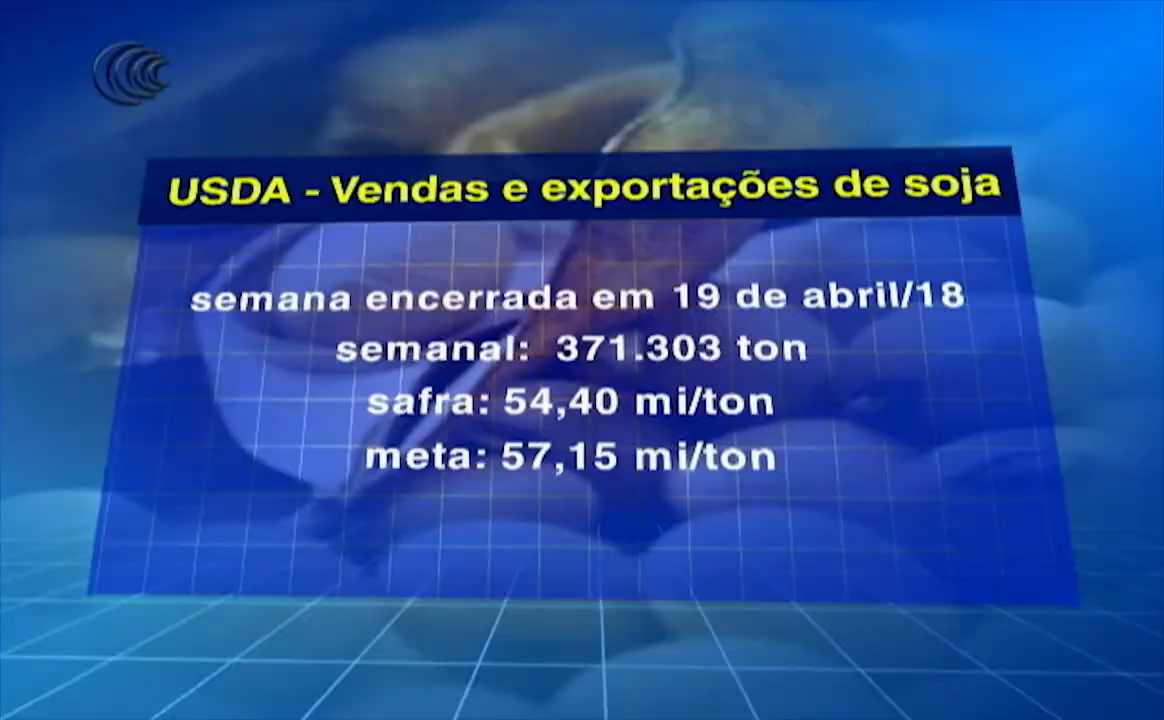 USDA - Vendas e exportações de soja
semana encerrada em 19 de abril/18
semanal: 371.303 ton
safra: 54,40 mi/ton
meta: 57,15 mi/ton